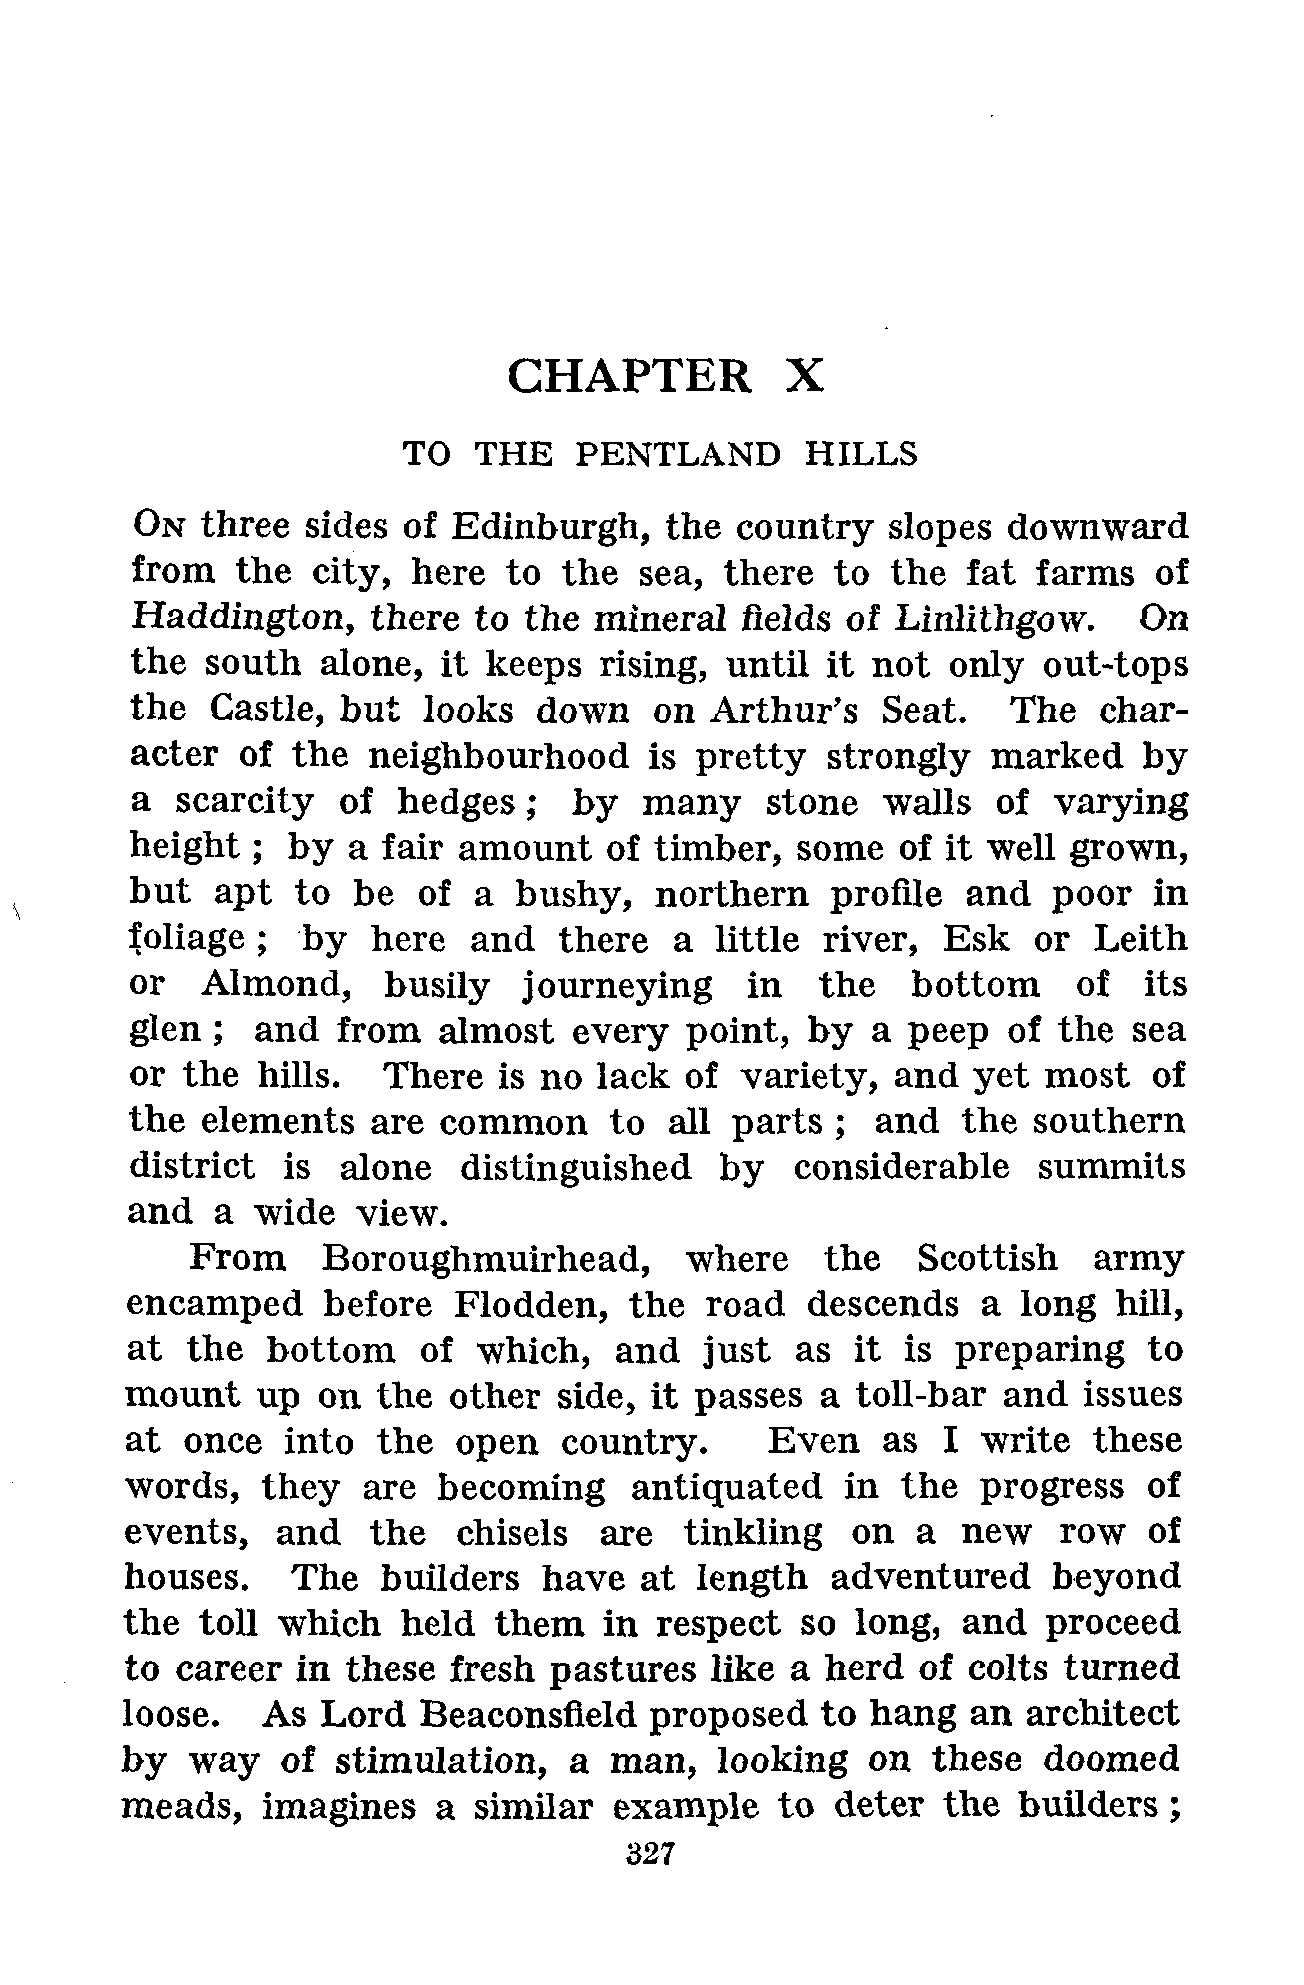 CHAPTER X
TO THE PENTLAND HILLS
ON three sides of Edinburgh, the country slopes downward
from the city, here to the sea, there to the fat farms of
Haddington, there to the mineral fields of Linlithgow. On
the south alone, it keeps rising, until it not only out-tops
the Castle, but looks down on Arthur's Seat. The char-
acter of the neighbourhood is pretty strongly marked by
a scarcity of hedges ; by many stone walls of varying
height ; by a fair amount of timber, some of it well grown,
but apt to be of a bushy, northern profile and poor in
foliage ; by here and there a little river, Esk or Leith
or Almond, busily journeying in the bottom of its
glen ; and from almost every point, by a peep of the sea
or the hills. There is no lack of variety, and yet most of
the elements are common to all parts ; and the southern
district is alone distinguished by considerable summits
and a wide view.
From Boroughmuirhead, where the Scottish army
encamped before Flodden, the road descends a long hill,
at the bottom of which, and just as it is preparing to
mount up on the other side, it passes a toll-bar and issues
at once into the open country. Even as I write these
words, they are becoming antiquated in the progress of
events, and the chisels are tinkling on a new row of
houses. The builders have at length adventured beyond
the toll which held them in respect so long, and proceed
to career in these fresh pastures like a herd of colts turned
loose. As Lord Beaconsfield proposed to hang an architect
by way of stimulation, a man, looking on these doomed
meads, imagines a similar example to deter the builders ;
327